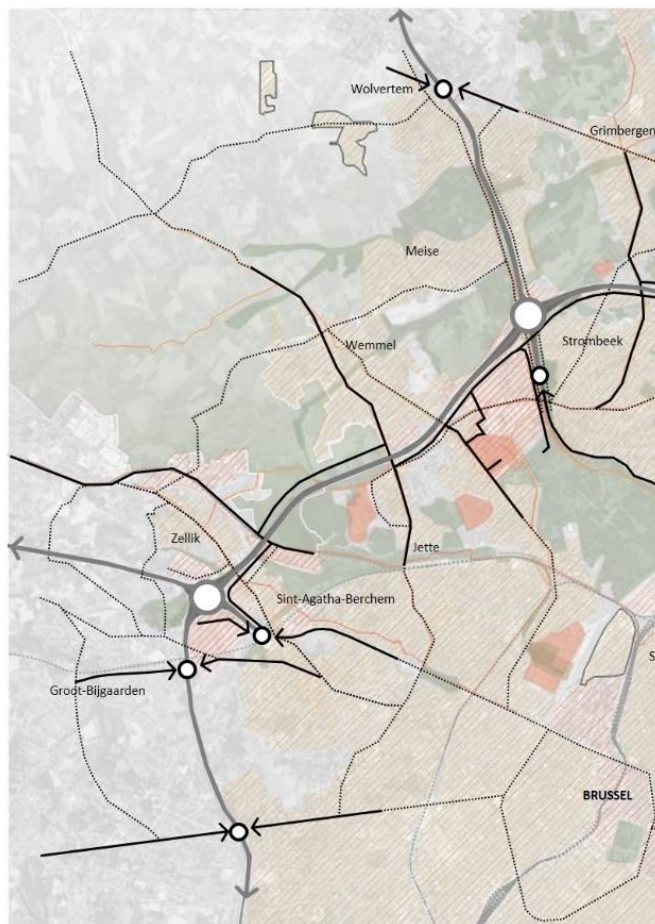 Wolvertem
Grimbergen
Meise
Wemmel
Strombeek
Zellik
Jette
Sint-Agatha-Berchem
S
Groot-Bijgaarden
BRUSSEL